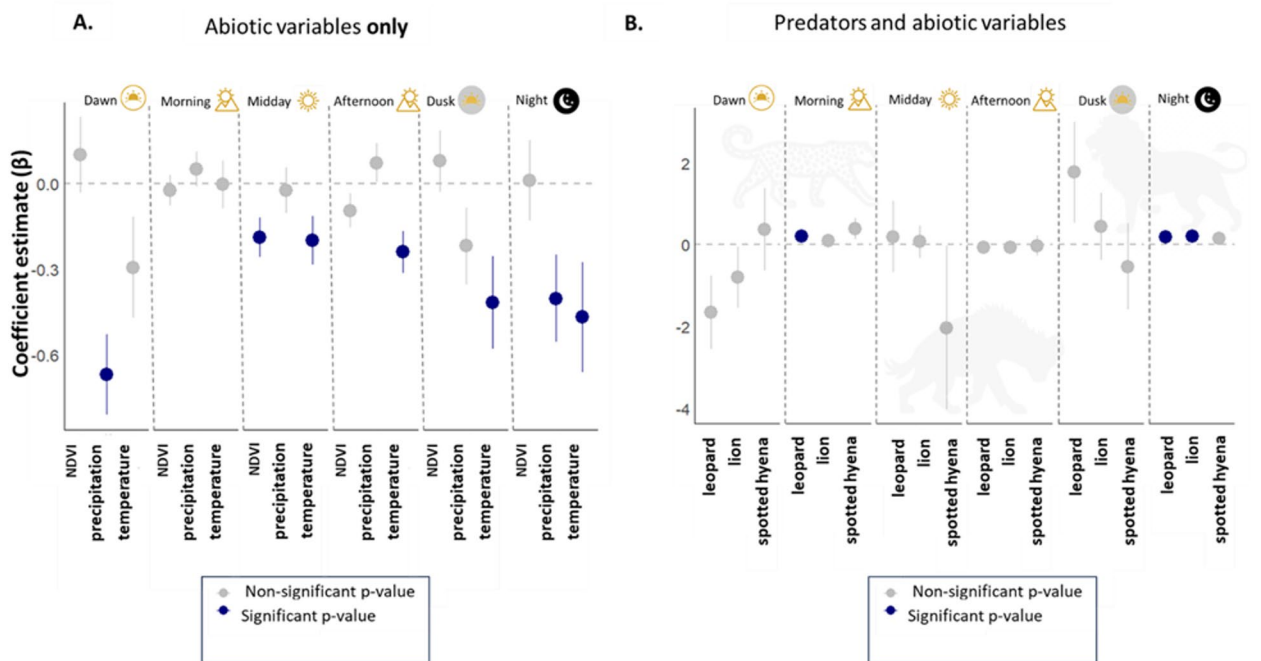 A.
Abiotic variables only
Dawn
Morning
Midday
Afternoon
Dusk
Night
Coefficient estimate (β)
0.0
-0.3
-0.6
NDVI
precipitation
temperature
NDVI
precipitation
temperature
NDVI
precipitation
temperature
NDVI
precipitation
temperature
NDVI
precipitation
temperature
NDVI
precipitation
temperature
Non-significant p-value
Significant p-value
B.
Predators and abiotic variables
Dawn
Morning
Midday
Afternoon
Dusk
Night
2
0
-2
-4
leopard
lion
spotted hyena
leopard
lion
spotted hyena
leopard
lion
spotted hyena
leopard
lion
spotted hyena
leopard
lion
spotted hyena
leopard
lion
spotted hyena
Non-significant p-value
Significant p-value